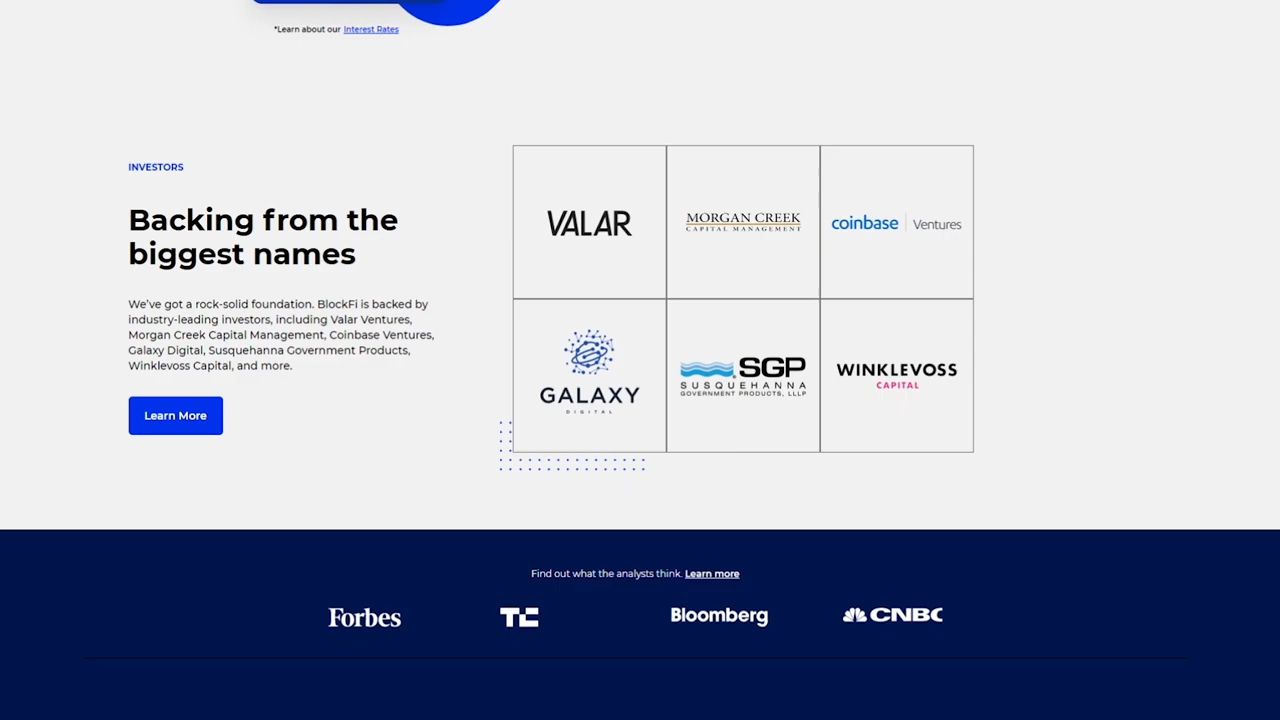 *Learn about our Interest Rates
INVESTORS
Backing from the
biggest names
We've got a rock-solid foundation. BlockFi is backed by
industry-leading investors, including Valar Ventures,
Morgan Creek Capital Management, Coinbase Ventures,
Galaxy Digital, Susquehanna Government Products,
Winklevoss Capital, and more.
Learn More
VALAR
MORGAN CREEK
CAPITAL MANAGEMENT
coinbase Ventures
GALAXY
DIGITAL
SGP
SUSQUEHANNA
GOVERNMENT PRODUCTS, LLLP
WINKLEVOSS
CAPITAL
Find out what the analysts think. Learn more
Forbes
TC
Bloomberg
CNBC